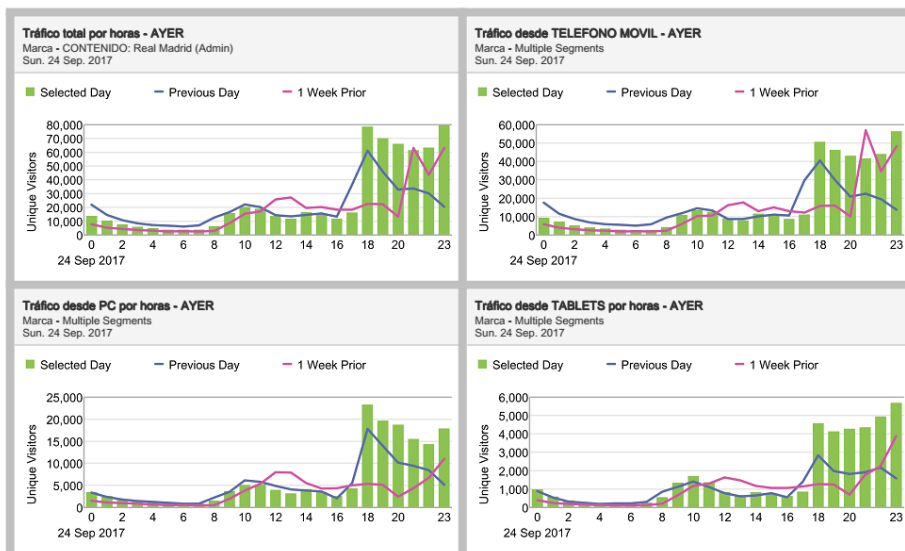 Tráfico total por horas - AYER
Marca - CONTENIDO: Real Madrid (Admin)
Sun. 24 Sep. 2017
Selected Day
Previous Day
1 Week Prior
Unique Visitors
80,000
70,000
60,000
50,000
40,000
30,000
20,000
10,000
0
0 2 4 6 8 10 12 14 16 18 20 23
24 Sep 2017
Tráfico desde TELEFONO MOVIL - AYER
Marca - Multiple Segments
Sun. 24 Sep. 2017
Selected Day
Previous Day
1 Week Prior
Unique Visitors
60,000
50,000
40,000
30,000
20,000
10,000
0
0 2 4 6 8 10 12 14 16 18 20 23
24 Sep 2017
Tráfico desde PC por horas - AYER
Marca - Multiple Segments
Sun. 24 Sep. 2017
Selected Day
Previous Day
1 Week Prior
Unique Visitors
25,000
20,000
15,000
10,000
5,000
0
0 2 4 6 8 10 12 14 16 18 20 23
24 Sep 2017
Tráfico desde TABLETS por horas - AYER
Marca - Multiple Segments
Sun. 24 Sep. 2017
Selected Day
Previous Day
1 Week Prior
Unique Visitors
6,000
5,000
4,000
3,000
2,000
1,000
0
0 2 4 6 8 10 12 14 16 18 20 23
24 Sep 2017